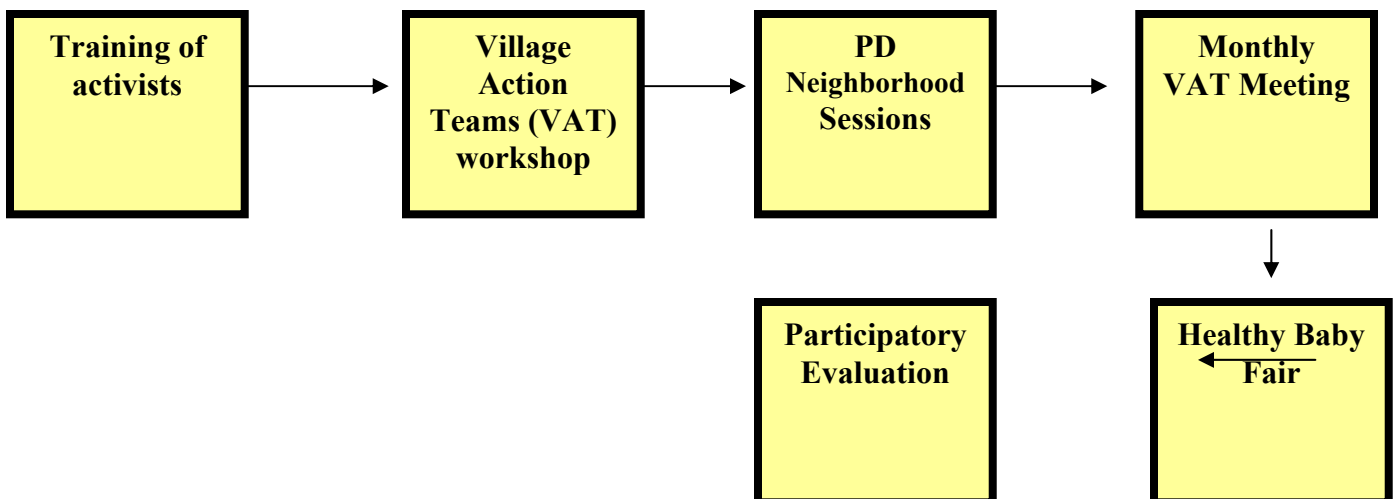 Training of
activists
Village
Action
Teams (VAT)
workshop
PD
Neighborhood
Sessions
Monthly
VAT Meeting
Participatory
Evaluation
Healthy Baby
Fair